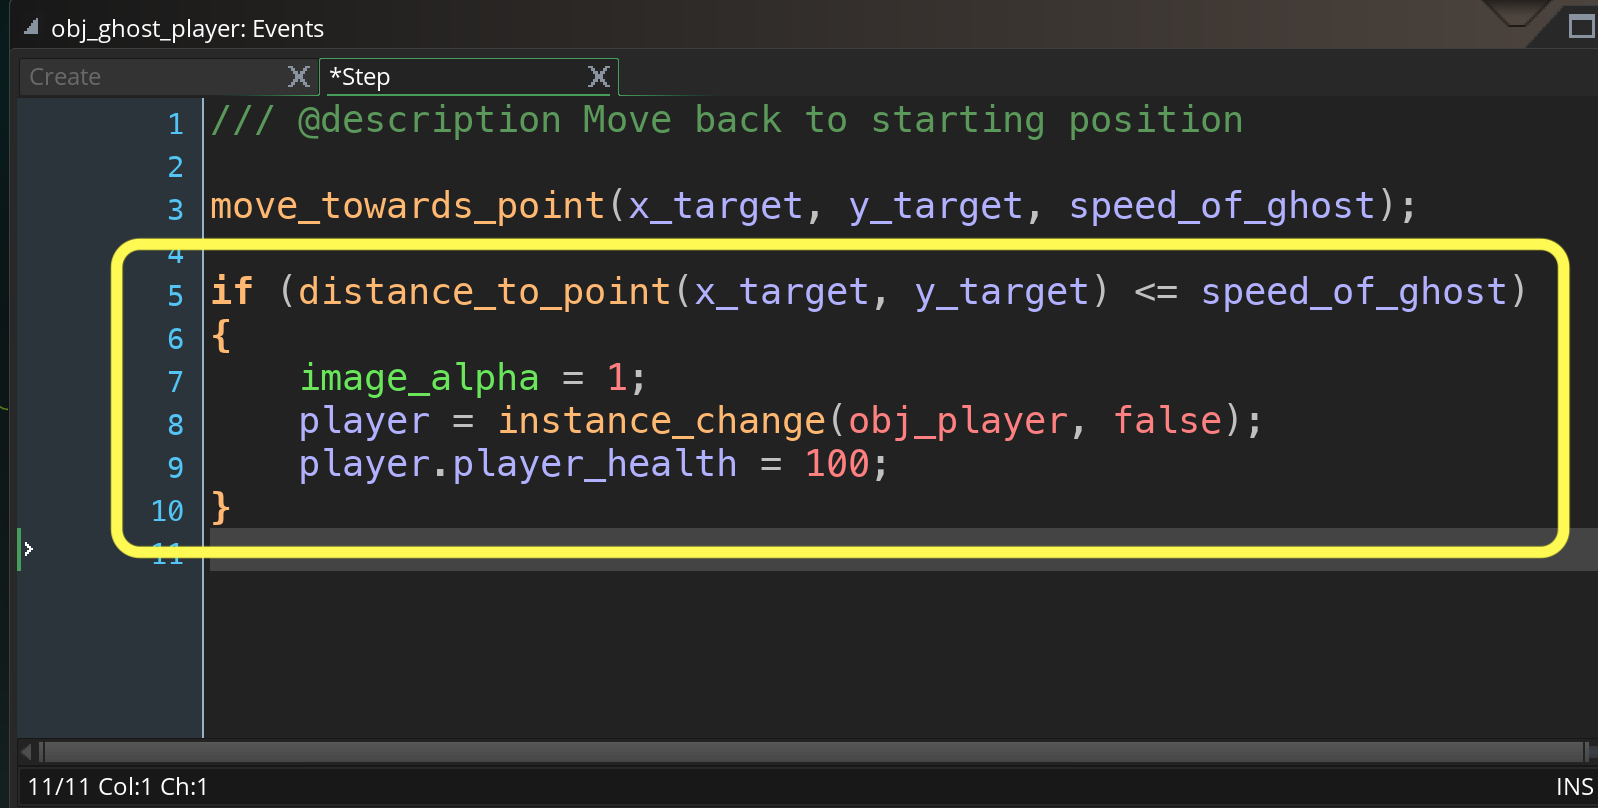 obj_ghost_player: Events
Create
*Step
1 /// @description Move back to starting position
2
3 move_towards_point(x_target, y_target, speed_of_ghost);
4
5 if (distance_to_point(x_target, y_target) <= speed_of_ghost)
6 {
7     image_alpha = 1;
8     player = instance_change(obj_player, false);
9     player.player_health = 100;
10 }
11
11/11 Col:1 Ch:1
INS